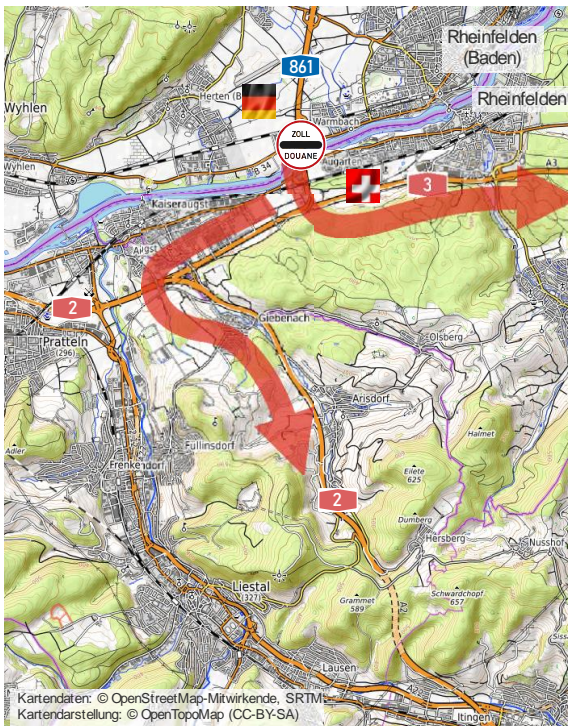 Rheinfelden
(Baden)
861
Herten (B
Wyhlen
Rheinfelden
Warmbach
ZOLL
DOUANE
Augarten
B 34
A3
Wyhlen
3
Kaiseraugst
Augst
2
Giebenach
Olsberg
Pratteln
(296)
Arisdorf
Füllinsdorf
Halmet
Adler
Frenkendorf
Eilete
625
2
Dumberg
Hersberg
Nusshof
Liestal
(327)
Grammet
589
Schwardchopf
657
A2
Siss
Lausen
A2
Itingen
Kartendaten: © OpenStreetMap-Mitwirkende, SRTM
Kartendarstellung: © OpenTopoMap (CC-BY-SA)